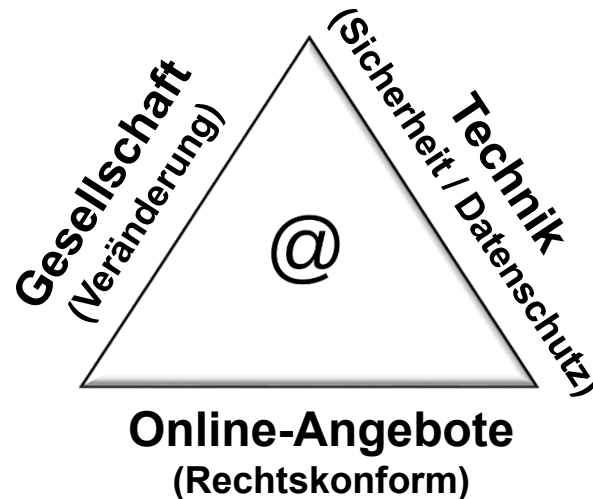 Gesellschaft
(Veränderung)
Technik
(Sicherheit / Datenschutz)
@
Online-Angebote
(Rechtskonform)